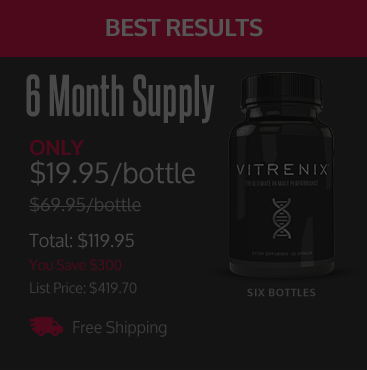 BEST RESULTS
6 Month Supply
ONLY
$19.95/bottle
$69.95/bottle
Total: $119.95
You Save $300
List Price: $419.70
Free Shipping
VITRENIX
SIX BOTTLES